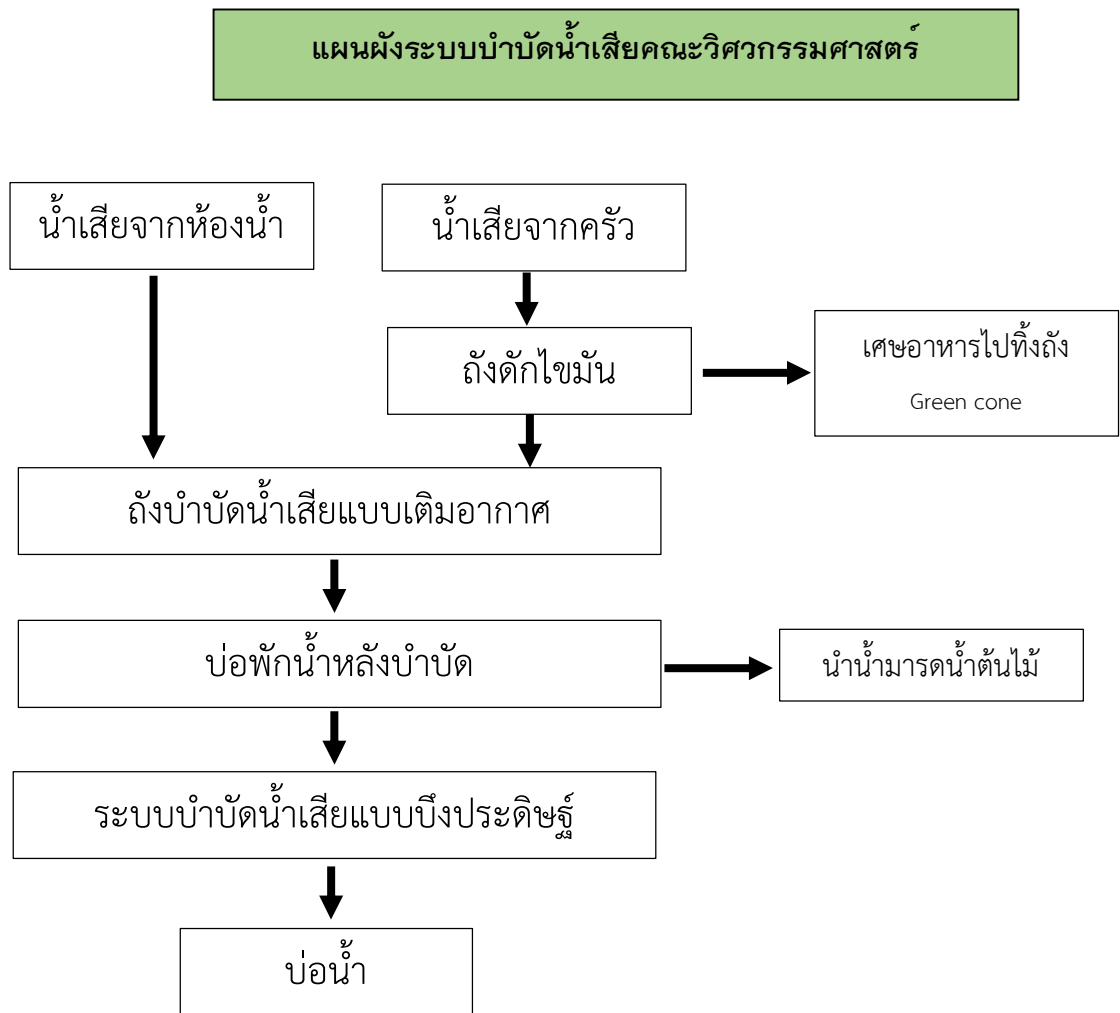 แผนผังระบบบำบัดน้ำเสียคณะวิศวกรรมศาสตร์
น้ำเสียจากห้องน้ำ
น้ำเสียจากครัว
ถังดักไขมัน
เศษอาหารไปทิ้งถัง
Green cone
ถังบำบัดน้ำเสียแบบเติมอากาศ
บ่อพักน้ำหลังบำบัด
นำน้ำมารดน้ำต้นไม้
ระบบบำบัดน้ำเสียแบบบึงประดิษฐ์
บ่อน้ำ